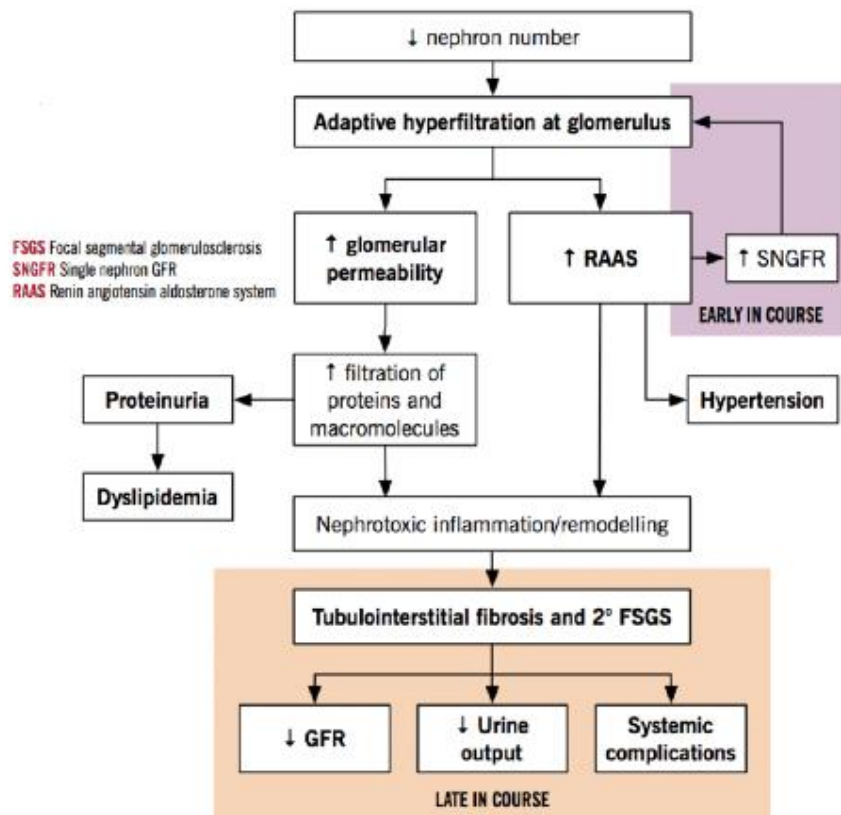 ↓ nephron number
Adaptive hyperfiltration at glomerulus
↑ glomerular
permeability
↑ RAAS
↑ SNGFR
EARLY IN COURSE
FSGS Focal segmental glomerulosclerosis
SNGFR Single nephron GFR
RAAS Renin angiotensin aldosterone system
↑ filtration of
proteins and
macromolecules
Proteinuria
Hypertension
Dyslipidemia
Nephrotoxic inflammation/remodelling
Tubulointerstitial fibrosis and 2° FSGS
↓ GFR
↓ Urine
output
Systemic
complications
LATE IN COURSE